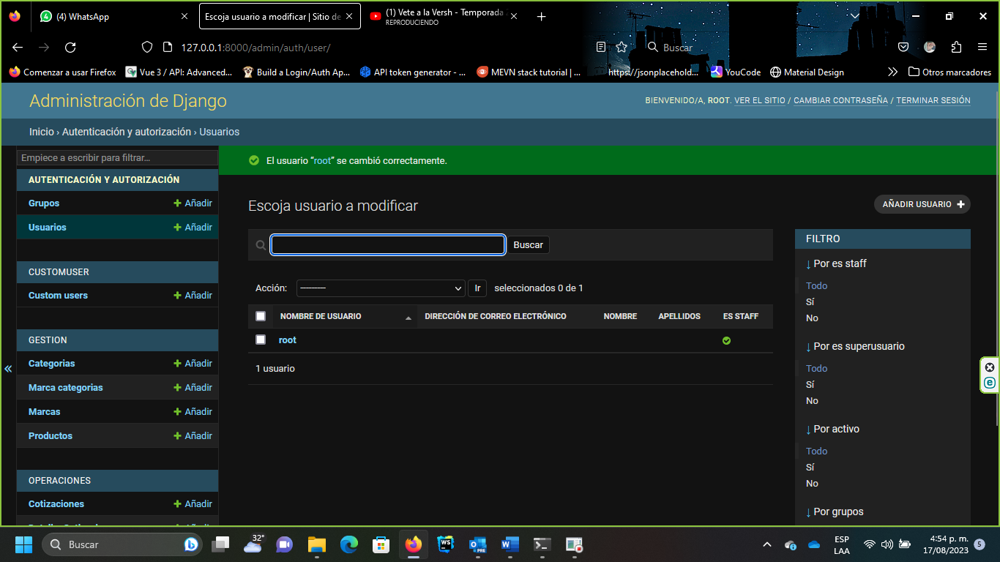 (4) WhatsApp
Escoja usuario a modificar | Sitio de
(1) Vete a la Versh - Temporada
REPRODUCIENDO
127.0.0.1:8000/admin/auth/user/
Buscar
Comenzar a usar Firefox
Vue 3 / API: Advanced...
Build a Login/Auth Ap...
API token generator - ...
MEVN stack tutorial | ...
https://jsonplacehold...
YouCode
Material Design
Otros marcadores
Administración de Django
BIENVENIDO/A, ROOT. VER EL SITIO / CAMBIAR CONTRASEÑA / TERMINAR SESIÓN
Inicio › Autenticación y autorización › Usuarios
Empiece a escribir para filtrar...
AUTENTICACIÓN Y AUTORIZACIÓN
Grupos + Añadir
Usuarios + Añadir
CUSTOMUSER
Custom users + Añadir
GESTION
Categorias + Añadir
Marca categorias + Añadir
Marcas + Añadir
Productos + Añadir
OPERACIONES
Cotizaciones + Añadir
El usuario “root” se cambió correctamente.
Escoja usuario a modificar
AÑADIR USUARIO +
Buscar
Acción: --------- Ir seleccionados 0 de 1
NOMBRE DE USUARIO DIRECCIÓN DE CORREO ELECTRÓNICO NOMBRE APELLIDOS ES STAFF
root
1 usuario
FILTRO
↓ Por es staff
Todo
Sí
No
↓ Por es superusuario
Todo
Sí
No
↓ Por activo
Todo
Sí
No
↓ Por grupos
Buscar
32°
PRE
ESP
LAA
4:54 p. m.
17/08/2023
5